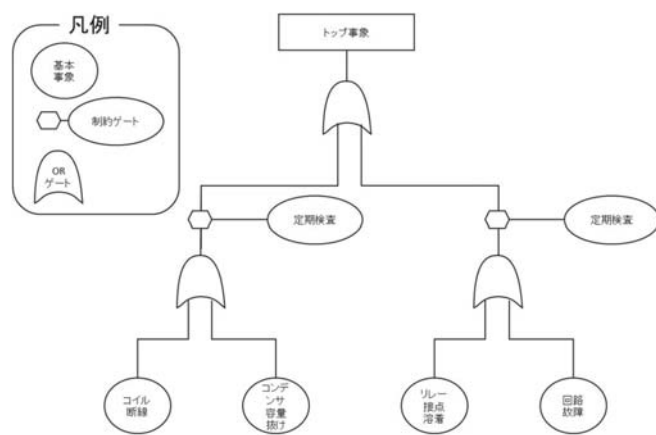 凡例
基本
事象
制約ゲート
OR
ゲート
トップ事象
定期検査
定期検査
コイル
断線
コンデ
ンサ
容量
抜け
リレー
接点
溶着
回路
故障